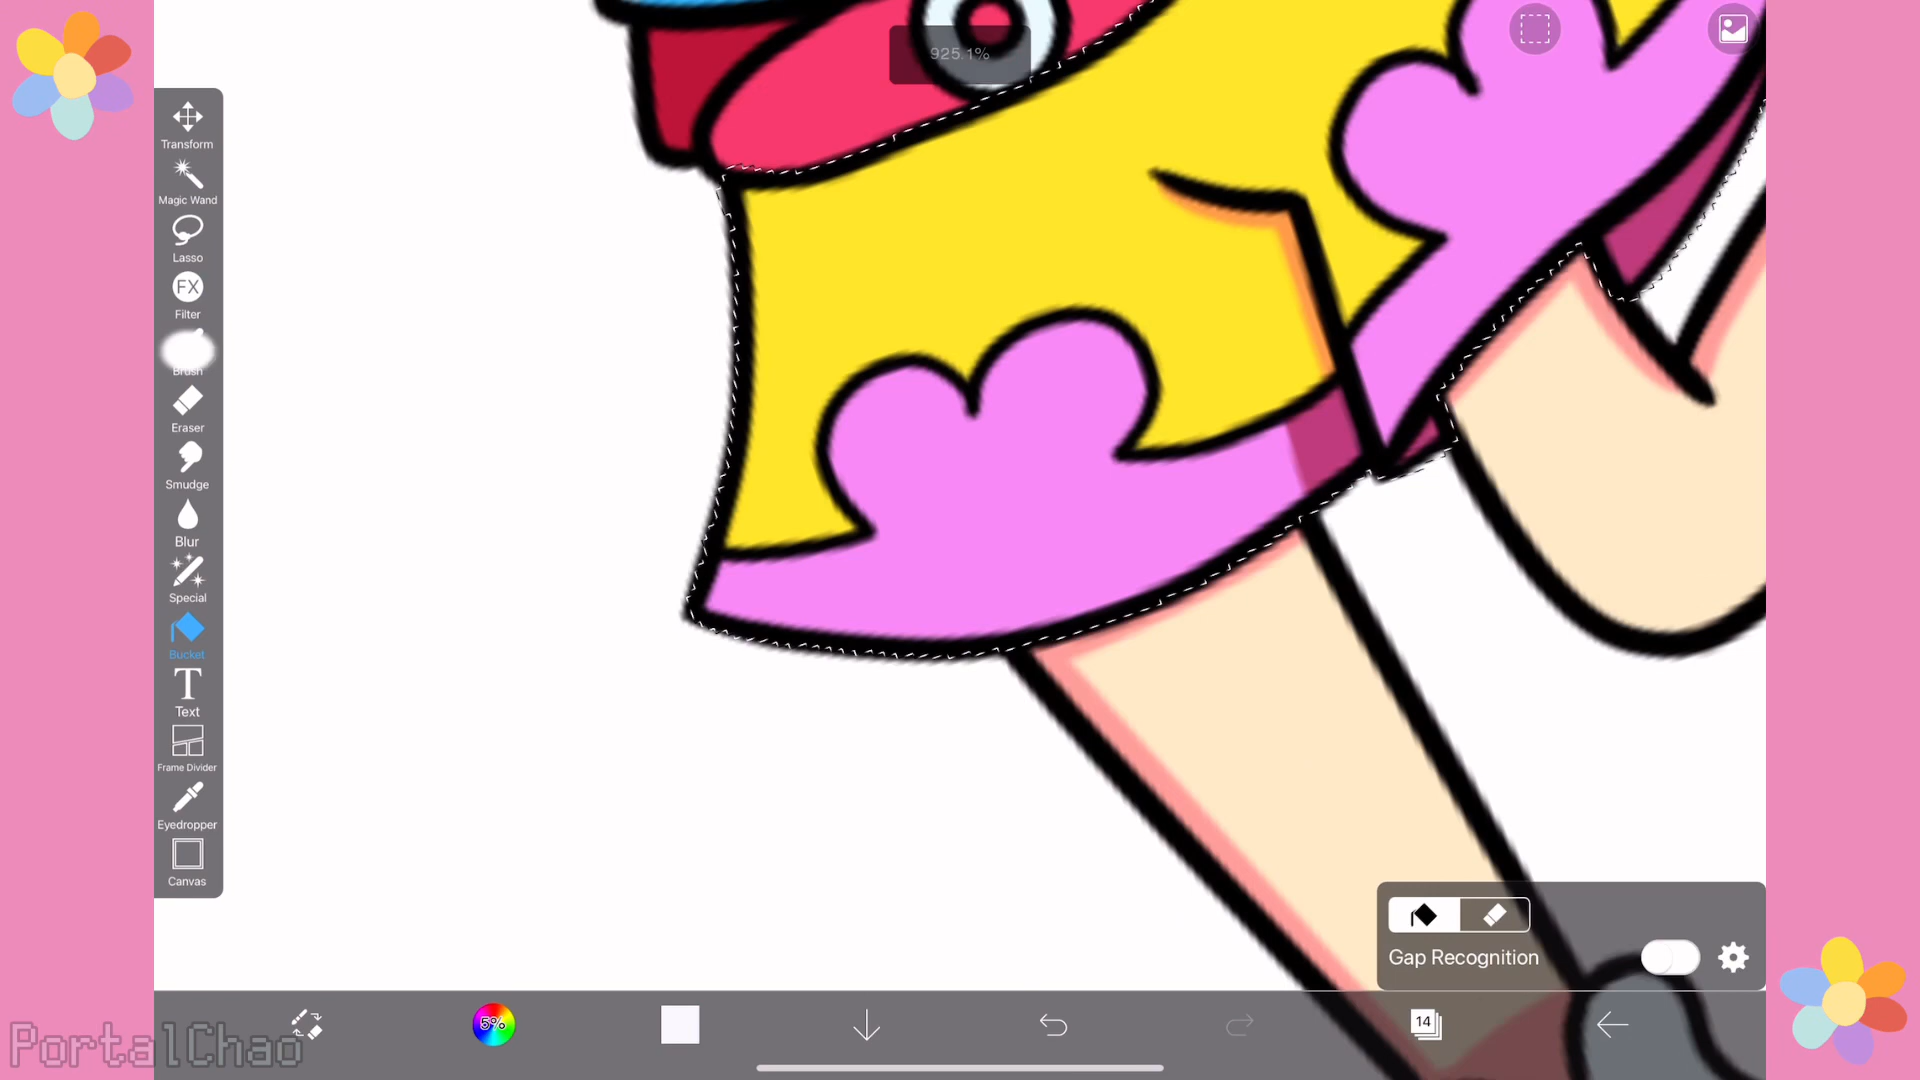 925.1%
Transform
Magic Wand
Lasso
FX
Filter
Brush
Eraser
Smudge
Blur
Special
Bucket
T
Text
Frame Divider
Eyedropper
Canvas
Gap Recognition
5%
14
PortalChao